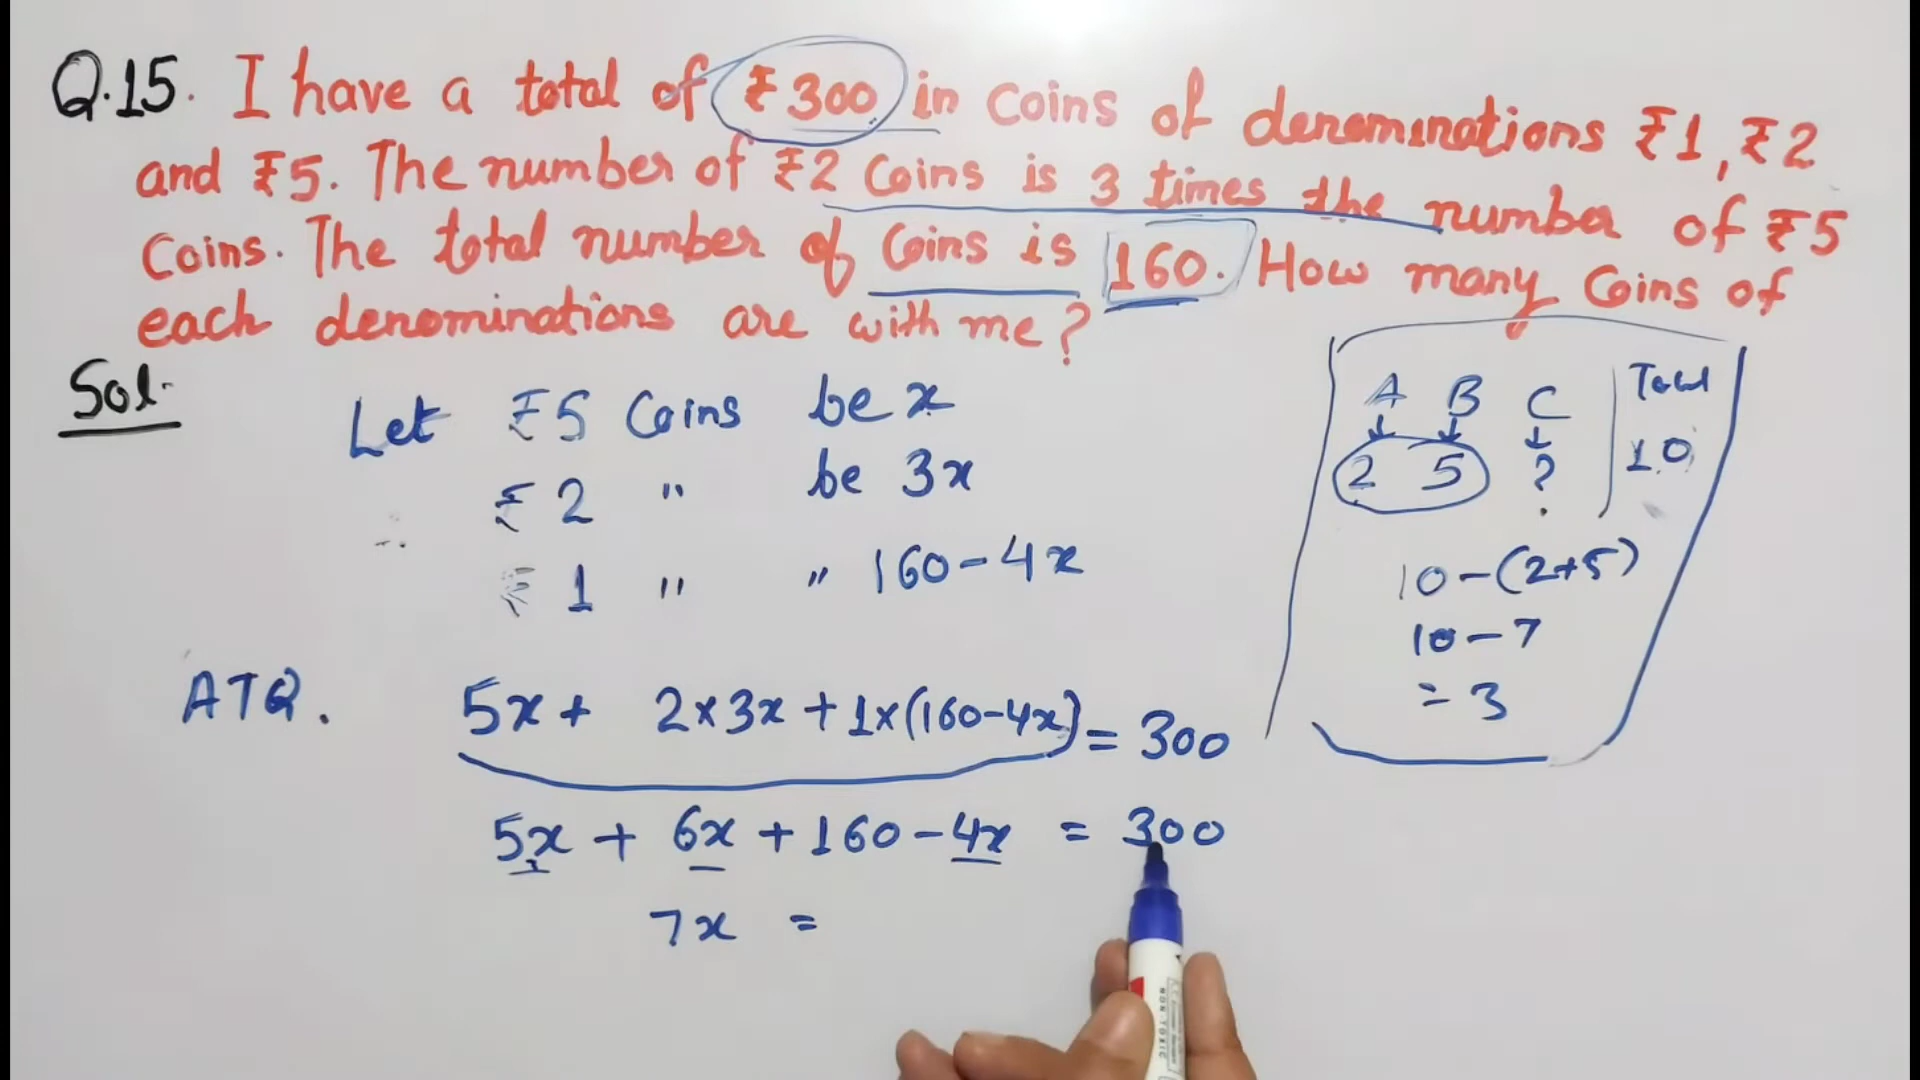 Q.15. I have a total of ₹300 in coins of denominations ₹1, ₹2
and ₹5. The number of ₹2 coins is 3 times the number of ₹5
Coins. The total number of Coins is 160. How many Coins of
each denominations are with me?
Sol.
Let ₹5 Coins be x
₹2 " be 3x
∴ ₹1 " " 160-4x
ATQ. 5x + 2×3x + 1×(160-4x) = 300
5x + 6x + 160 - 4x = 300
7x =
A B C Total
2 5 ? 10
10-(2+5)
10-7
= 3
NON TOXIC